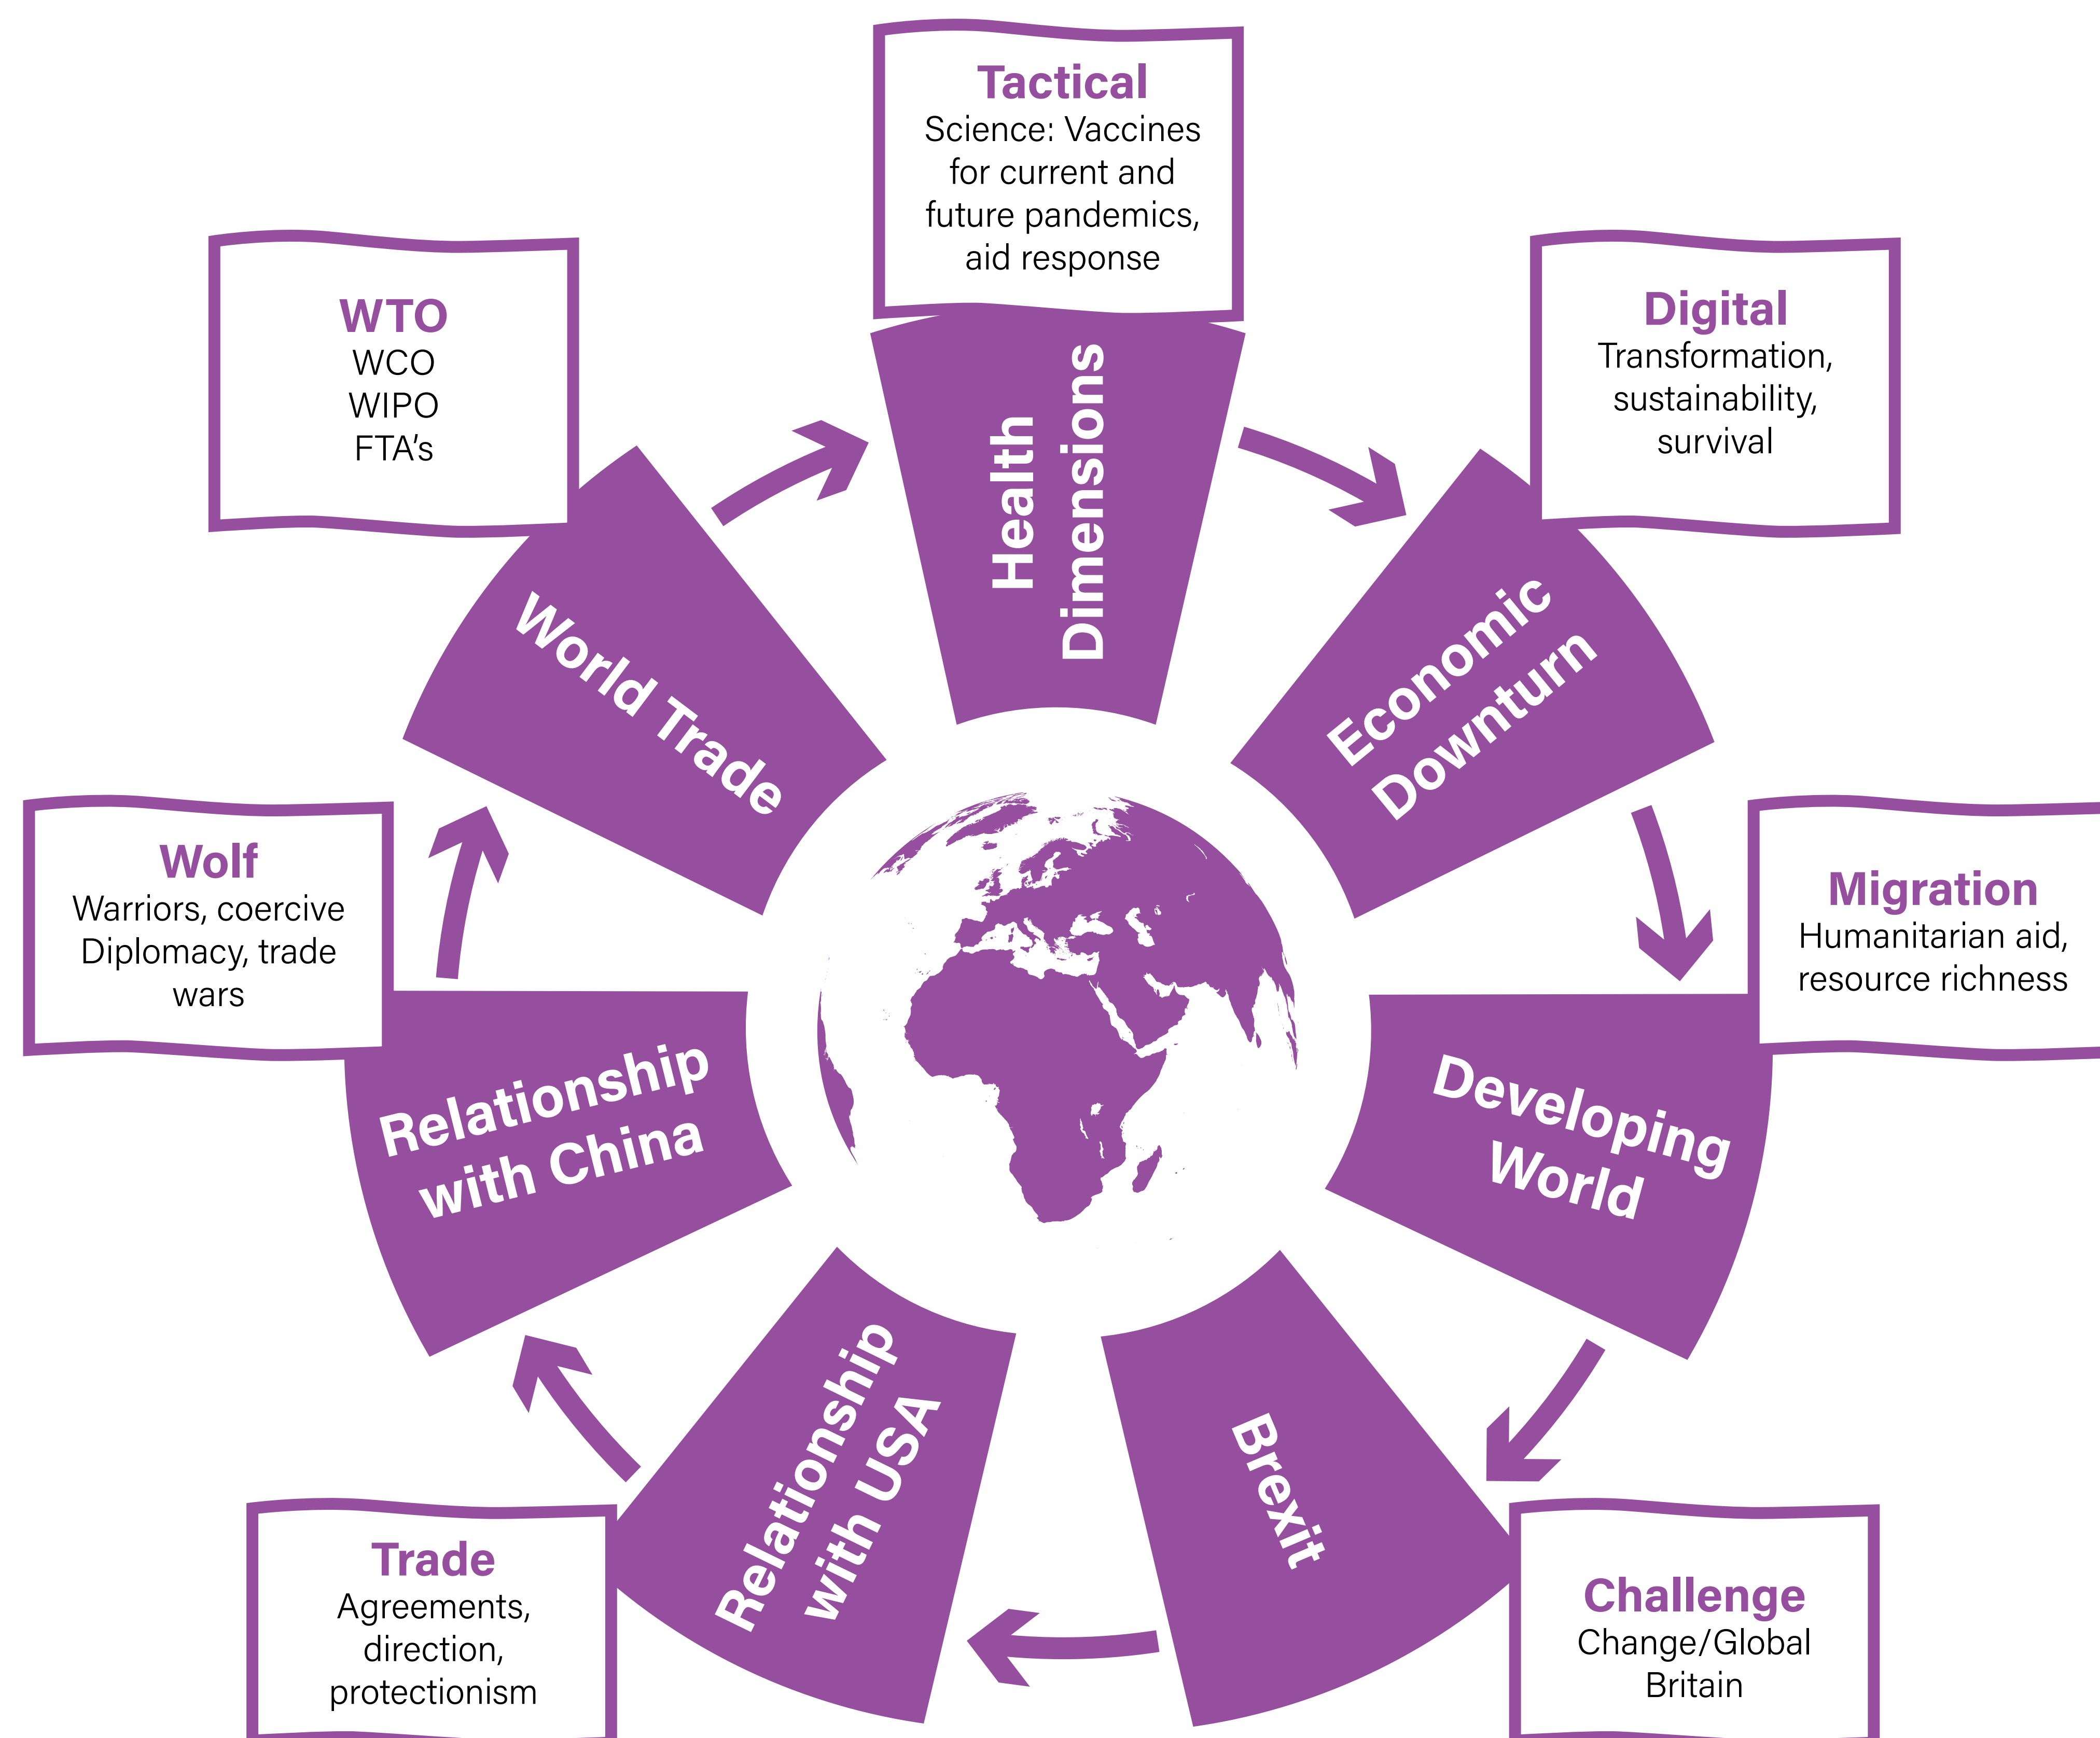 Tactical
Science: Vaccines
for current and
future pandemics,
aid response
Health
Dimensions
Digital
Transformation,
sustainability,
survival
Economic
Downturn
Migration
Humanitarian aid,
resource richness
Developing
World
Challenge
Change/Global
Britain
Brexit
Trade
Agreements,
direction,
protectionism
Relationship
with USA
Wolf
Warriors, coercive
Diplomacy, trade
wars
Relationship
with China
WTO
WCO
WIPO
FTA's
World Trade